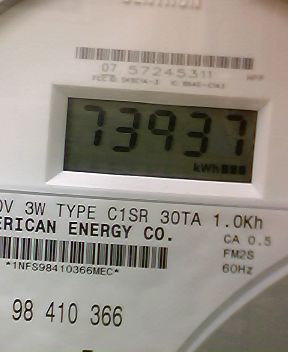 CENTRON
07 57245311
73937
kWh
0V 3W TYPE C1SR 30TA 1.0Kh
ERICAN ENERGY CO.
CA 0.5
FM2S
60Hz
*1NFS98410366MEC*
98 410 366